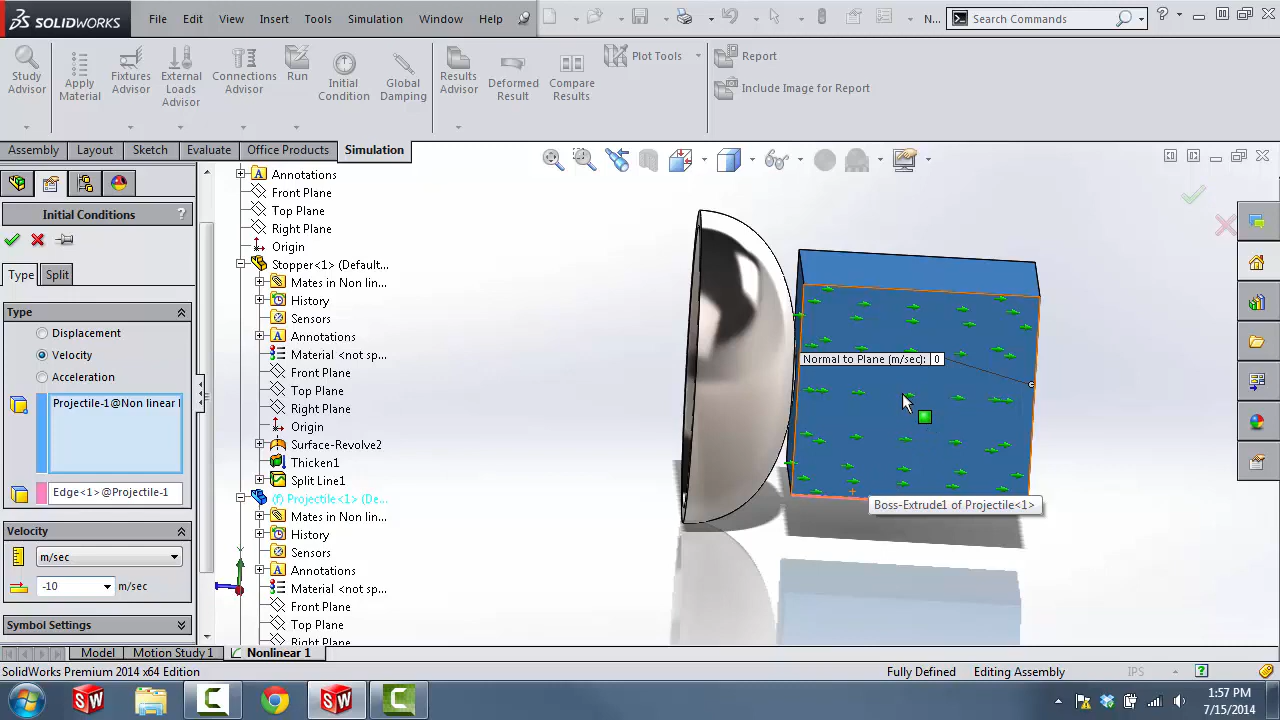 SOLIDWORKS
File Edit View Insert Tools Simulation Window Help
N...
Search Commands
Study Advisor
Apply Material
Fixtures Advisor
External Loads Advisor
Connections Advisor
Run
Initial Condition
Global Damping
Results Advisor
Deformed Result
Compare Results
Plot Tools
Report
Include Image for Report
Assembly Layout Sketch Evaluate Office Products Simulation
Initial Conditions ?
Type Split
Type
Displacement
Velocity
Acceleration
Projectile-1@Non linear
Edge<1>@Projectile-1
Velocity
m/sec
-10 m/sec
Symbol Settings
Annotations
Front Plane
Top Plane
Right Plane
Origin
Stopper<1> (Default...
Mates in Non lin...
History
Sensors
Annotations
Material <not sp...
Front Plane
Top Plane
Right Plane
Origin
Surface-Revolve2
Thicken1
Split Line1
(f) Projectile<1> (De...
Mates in Non lin...
History
Sensors
Annotations
Material <not sp...
Front Plane
Top Plane
Right Plane
Normal to Plane (m/sec): 0
Boss-Extrude1 of Projectile<1>
Model Motion Study 1 Nonlinear 1
SolidWorks Premium 2014 x64 Edition
Fully Defined Editing Assembly IPS
1:57 PM
7/15/2014